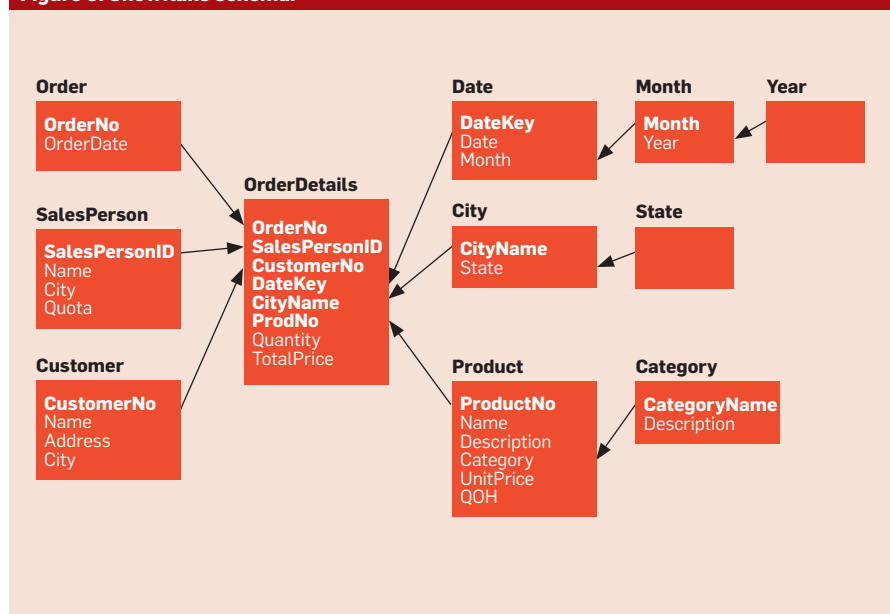 Order
OrderNo
OrderDate
SalesPerson
SalesPersonID
Name
City
Quota
Customer
CustomerNo
Name
Address
City
OrderDetails
OrderNo
SalesPersonID
CustomerNo
DateKey
CityName
ProdNo
Quantity
TotalPrice
Date
DateKey
Date
Month
Month
Month
Year
Year
City
CityName
State
State
Product
ProductNo
Name
Description
Category
UnitPrice
QOH
Category
CategoryName
Description